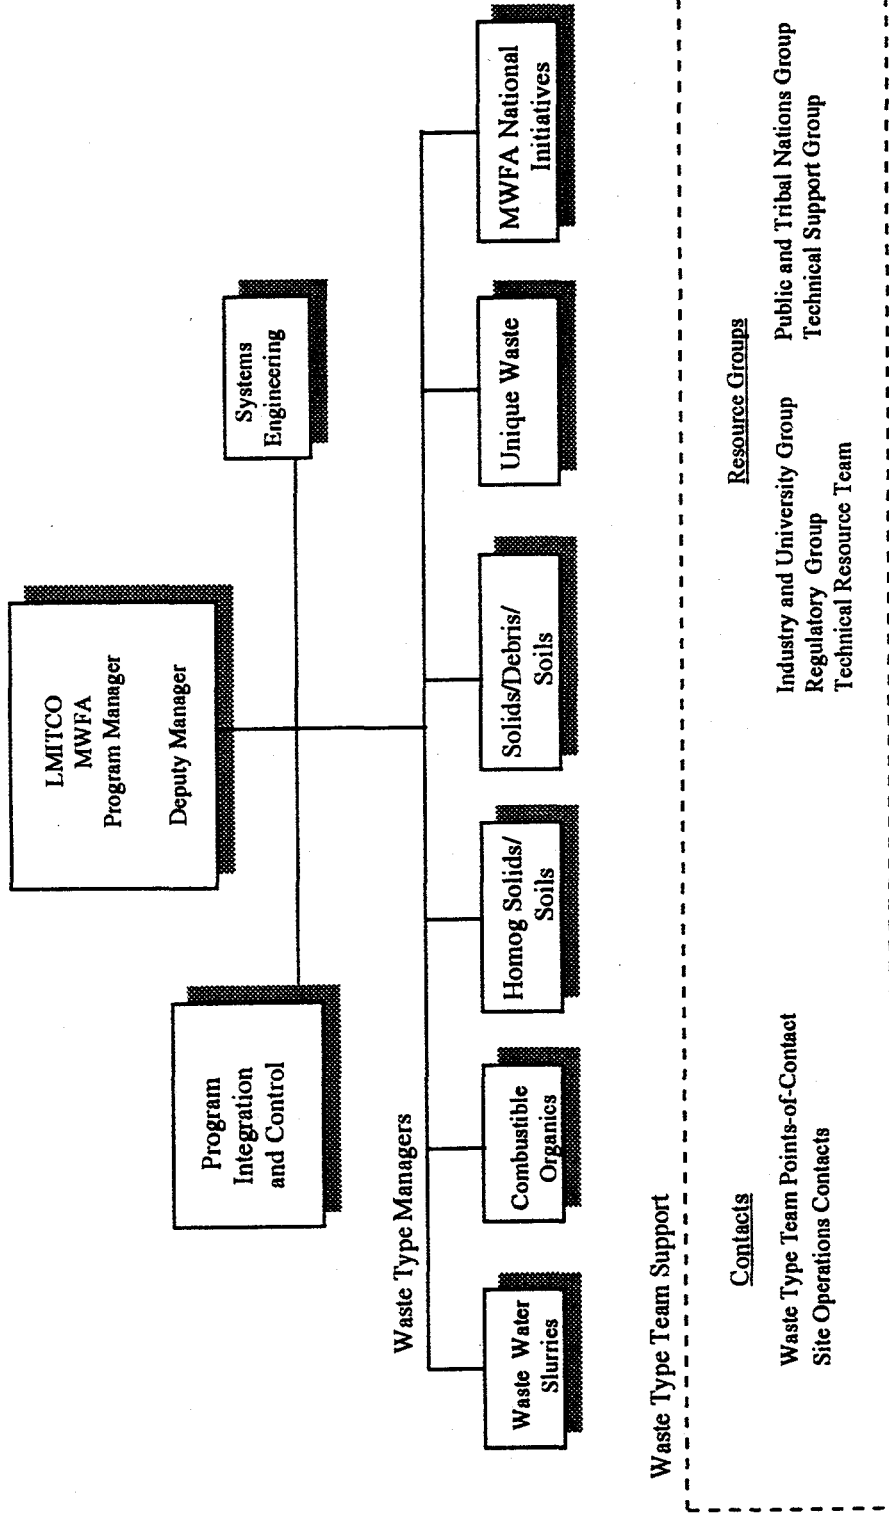 LMITCO
MWFA
Program Manager
Deputy Manager
Program
Integration
and Control
Systems
Engineering
Waste Type Managers
Waste Water
Slurries
Combustible
Organics
Homog Solids/
Soils
Solids/Debris/
Soils
Unique Waste
MWFA National
Initiatives
Waste Type Team Support
Contacts
Waste Type Team Points-of-Contact
Site Operations Contacts
Resource Groups
Industry and University Group
Regulatory Group
Technical Resource Team
Public and Tribal Nations Group
Technical Support Group